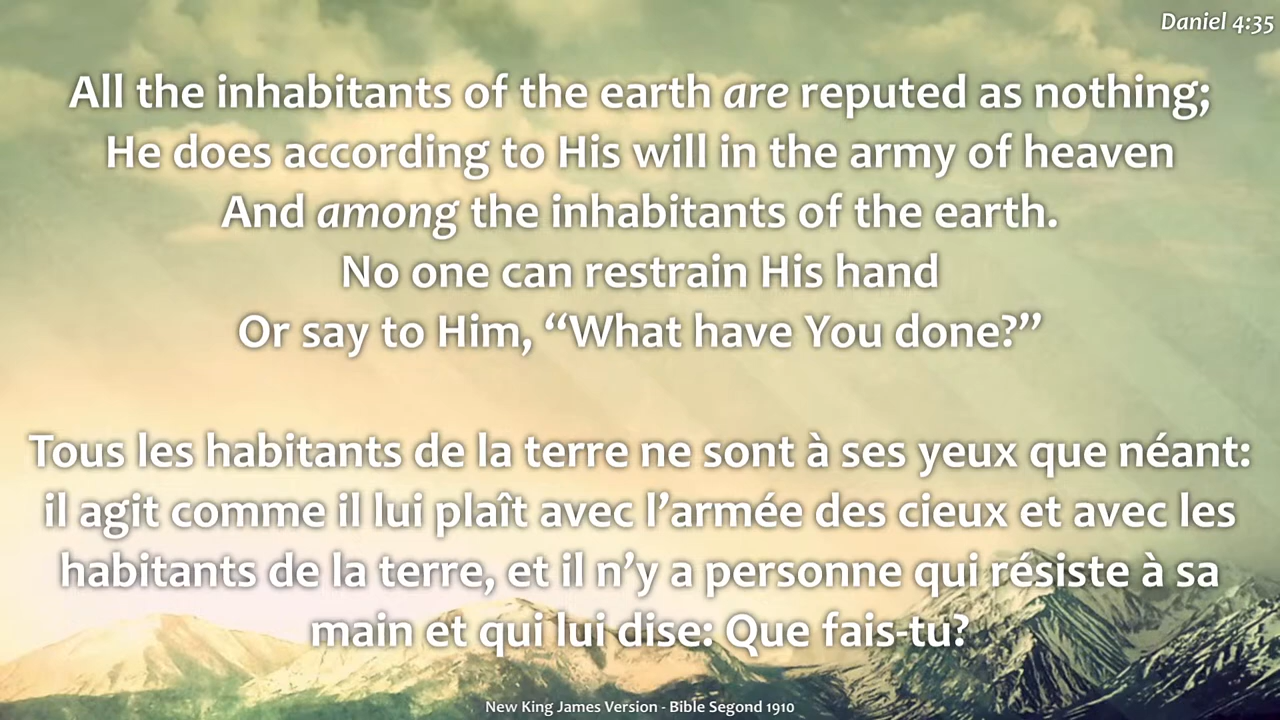 Daniel 4:35
All the inhabitants of the earth are reputed as nothing;
He does according to His will in the army of heaven
And among the inhabitants of the earth.
No one can restrain His hand
Or say to Him, “What have You done?”
Tous les habitants de la terre ne sont à ses yeux que néant:
il agit comme il lui plaît avec l’armée des cieux et avec les
habitants de la terre, et il n’y a personne qui résiste à sa
main et qui lui dise: Que fais-tu?
New King James Version - Bible Segond 1910